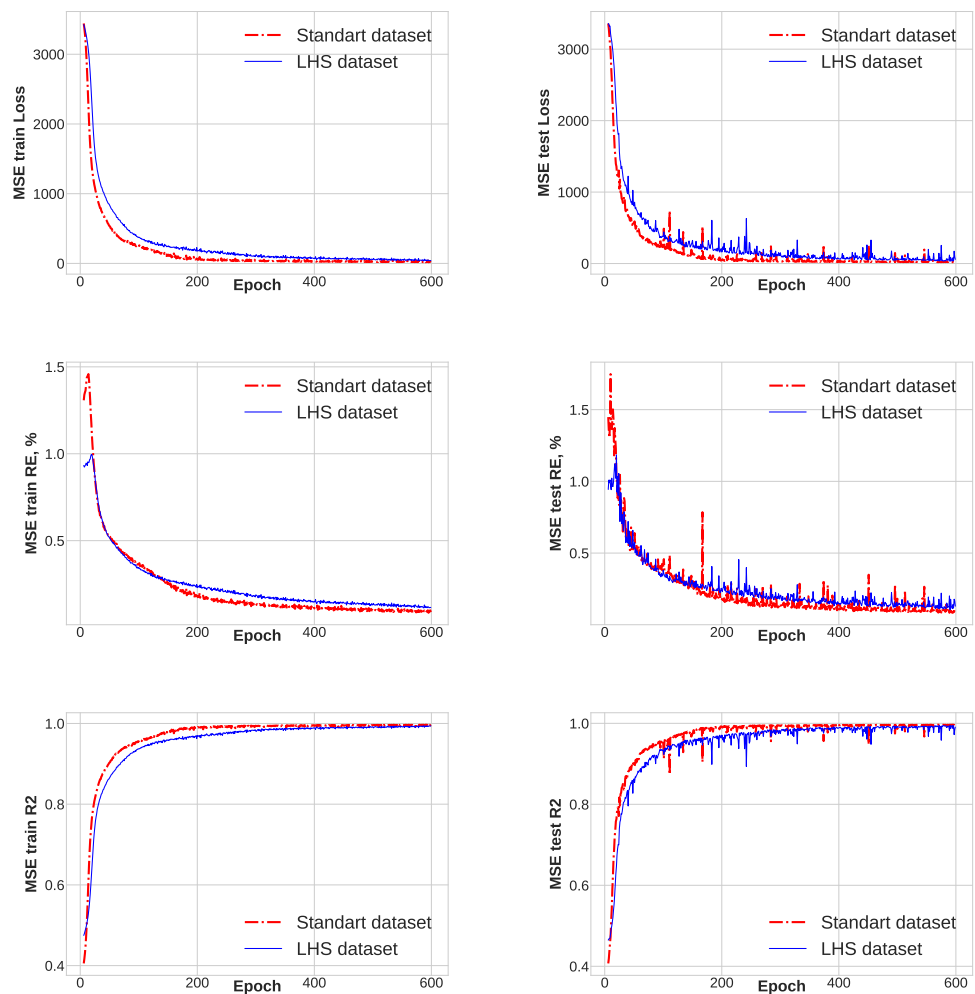 MSE train Loss
3000
2000
1000
0
Standart dataset
LHS dataset
0 200 400 600
Epoch
MSE test Loss
3000
2000
1000
0
Standart dataset
LHS dataset
0 200 400 600
Epoch
MSE train RE, %
1.5
1.0
0.5
Standart dataset
LHS dataset
0 200 400 600
Epoch
MSE test RE, %
1.5
1.0
0.5
Standart dataset
LHS dataset
0 200 400 600
Epoch
MSE train R2
1.0
0.8
0.6
0.4
Standart dataset
LHS dataset
0 200 400 600
Epoch
MSE test R2
1.0
0.8
0.6
0.4
Standart dataset
LHS dataset
0 200 400 600
Epoch